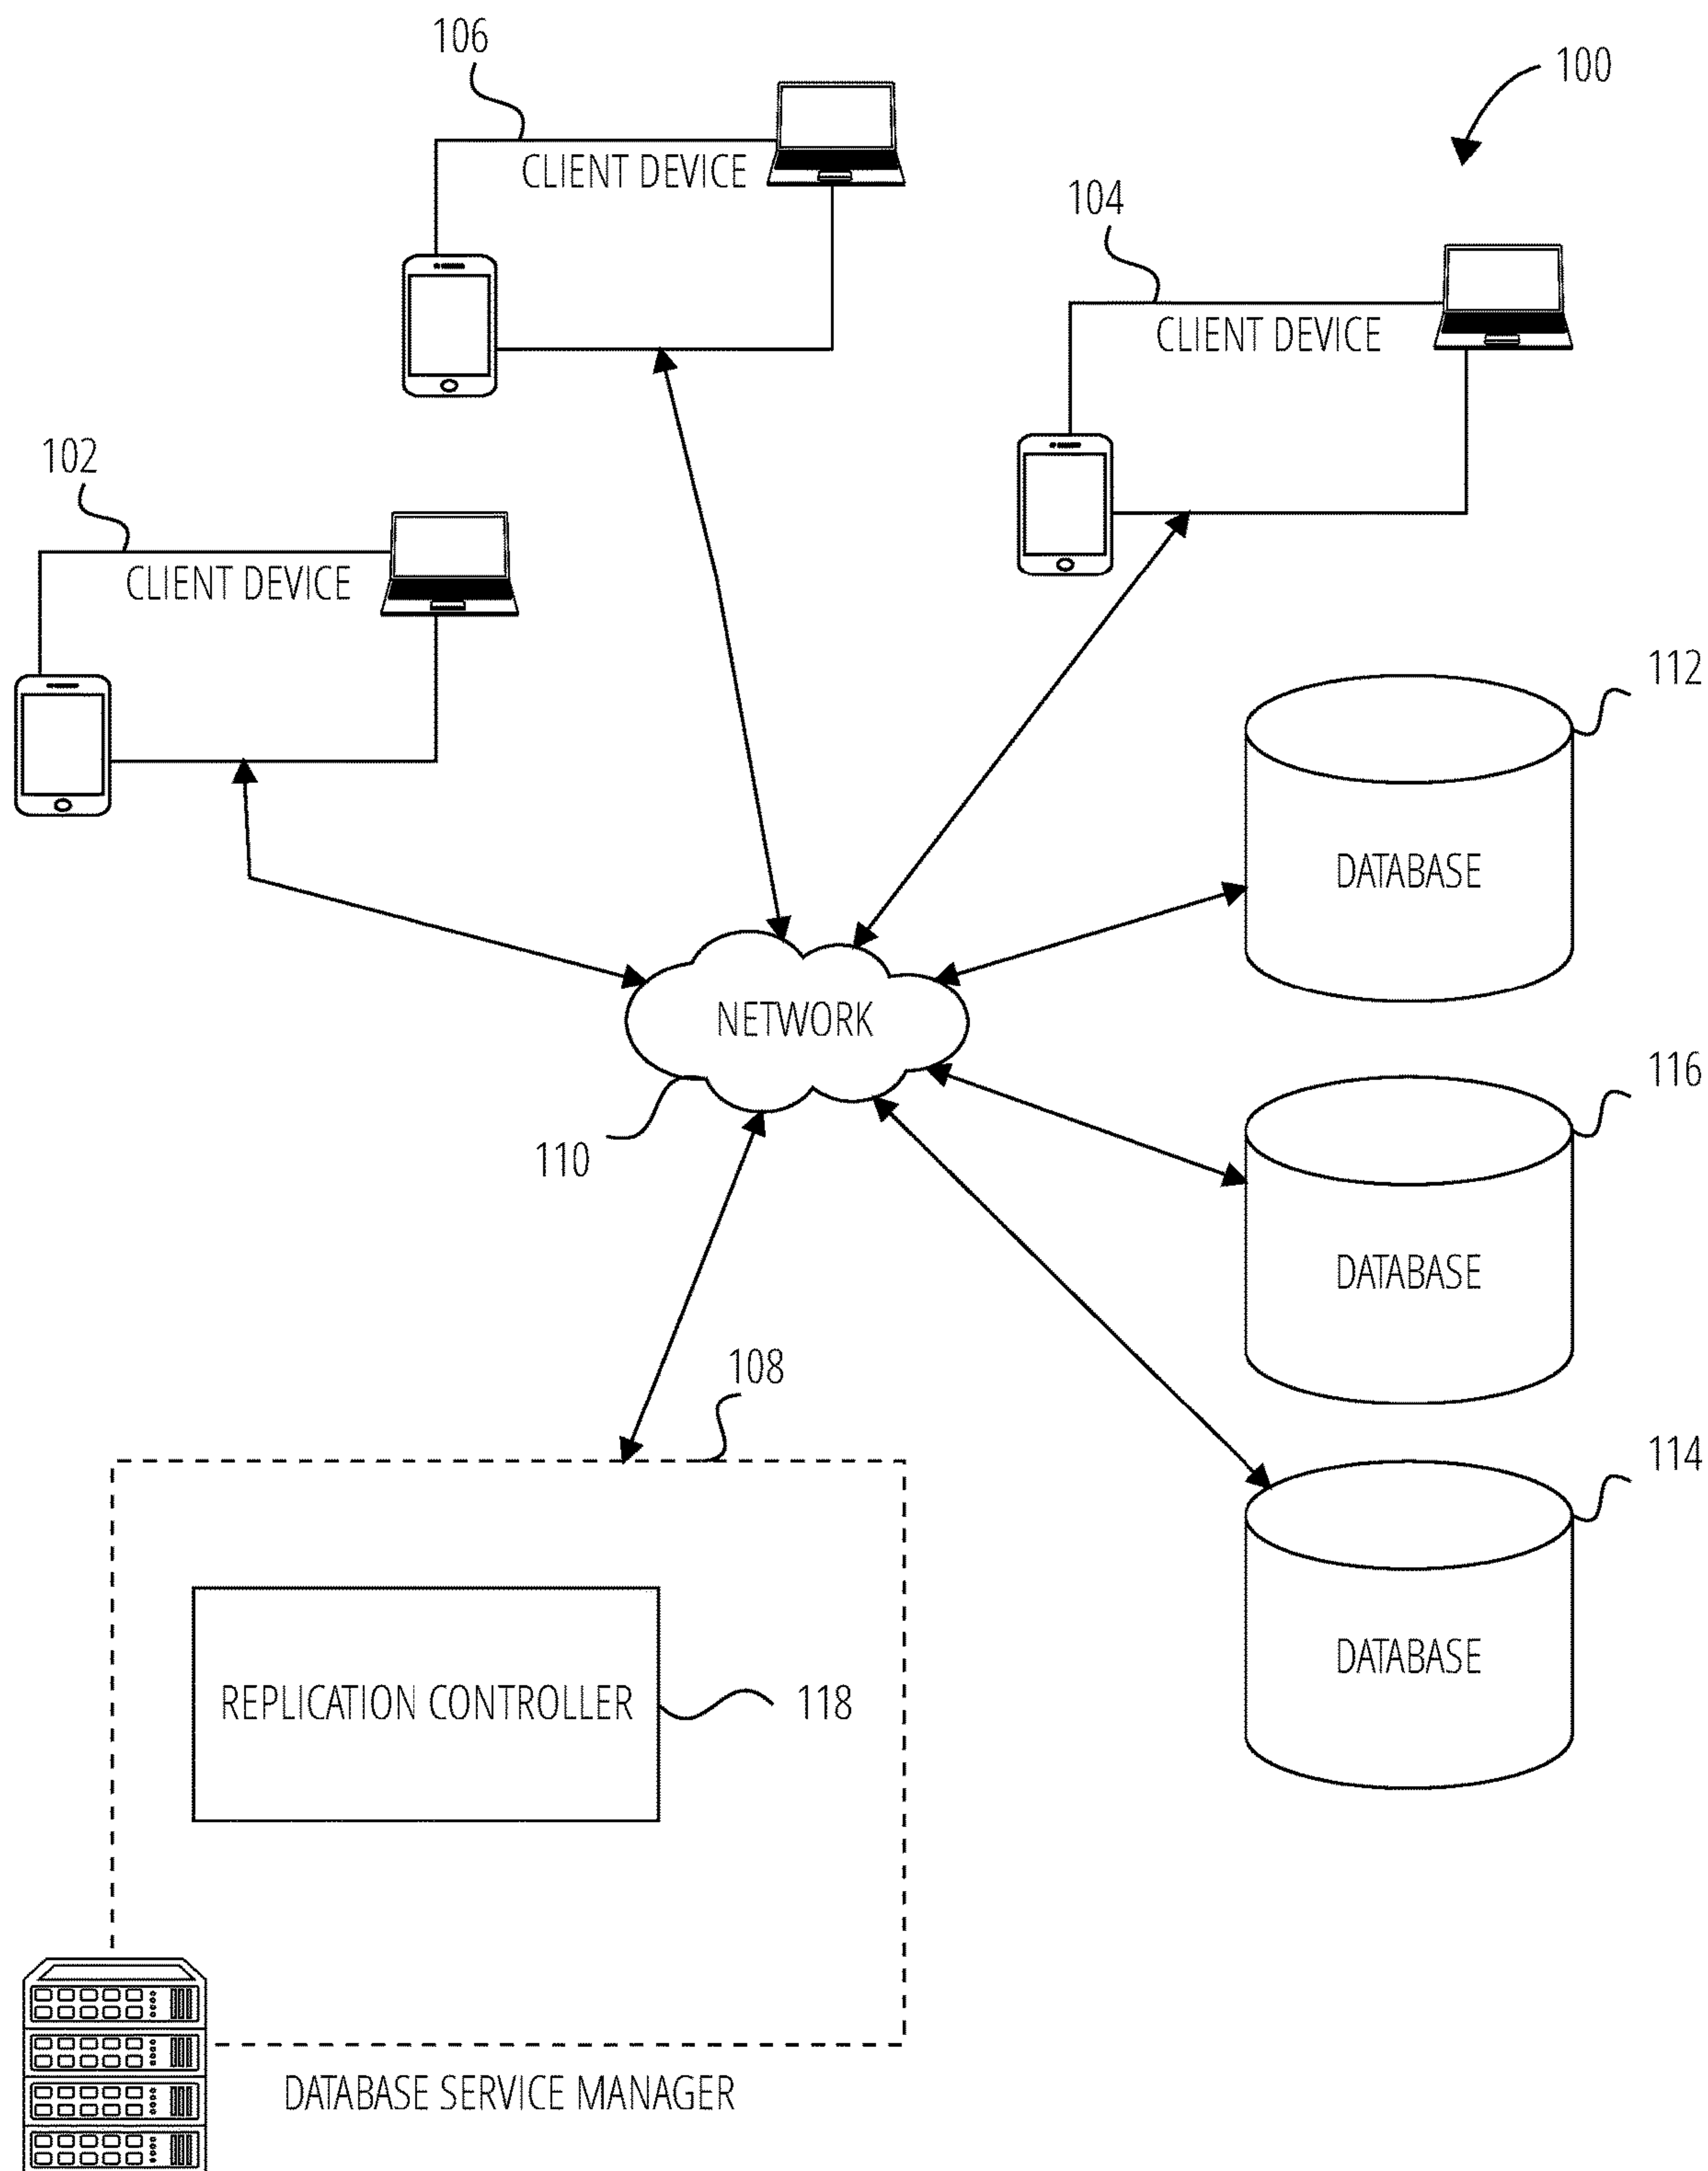 106
100
CLIENT DEVICE
104
CLIENT DEVICE
102
CLIENT DEVICE
112
DATABASE
NETWORK
116
110
DATABASE
108
114
DATABASE
REPLICATION CONTROLLER
118
DATABASE SERVICE MANAGER